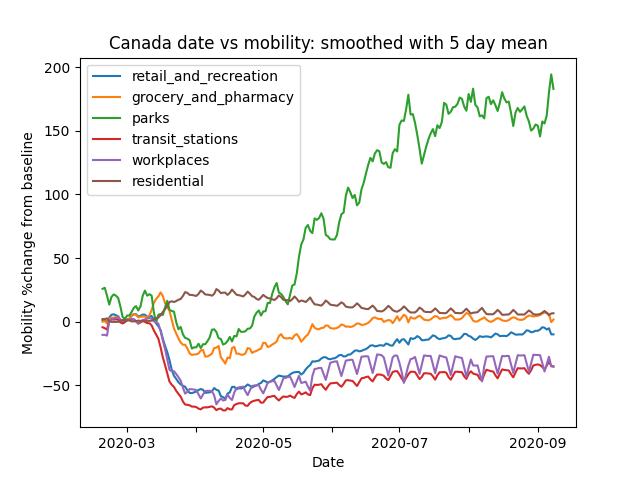 Canada date vs mobility: smoothed with 5 day mean
retail_and_recreation
grocery_and_pharmacy
parks
transit_stations
workplaces
residential
Mobility %change from baseline
200
150
100
50
0
−50
2020-03
2020-05
2020-07
2020-09
Date